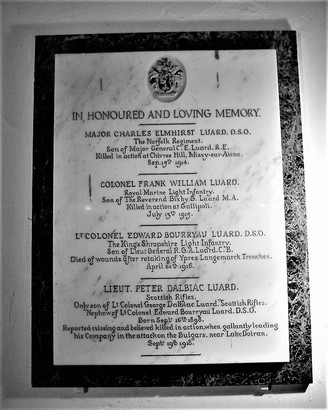 IN HONOURED AND LOVING MEMORY.
MAJOR CHARLES ELMHIRST LUARD. D.S.O.
The Norfolk Regiment.
Son of Major General C.E. Luard. R.E.
Killed in action at Chivres Hill, Missy-sur-Aisne.
Sep. 15th 1914.
COLONEL FRANK WILLIAM LUARD.
Royal Marine Light Infantry.
Son of The Reverend Bixby G. Luard M.A.
Killed in action at Gallipoli.
July 13th 1915.
Lt COLONEL EDWARD BOURRYAU LUARD. D.S.O.
The King's Shropshire Light Infantry.
Son of Lieut General R.G.A. Luard. C.B.
Died of wounds after retaking of Ypres Langemarck Trenches.
April 24th 1916.
LIEUT. PETER DALBIAC LUARD.
Scottish Rifles.
Only son of Lt Colonel George Dalbiac Luard. Scottish Rifles.
Nephew of Lt Colonel Edward Bourryau Luard. D.S.O.
Born Sept 16th 1898.
Reported missing and believed killed in action, when gallantly leading
his Company in the attack on the Bulgars, near Lake Doiran.
Sept 19th 1918.